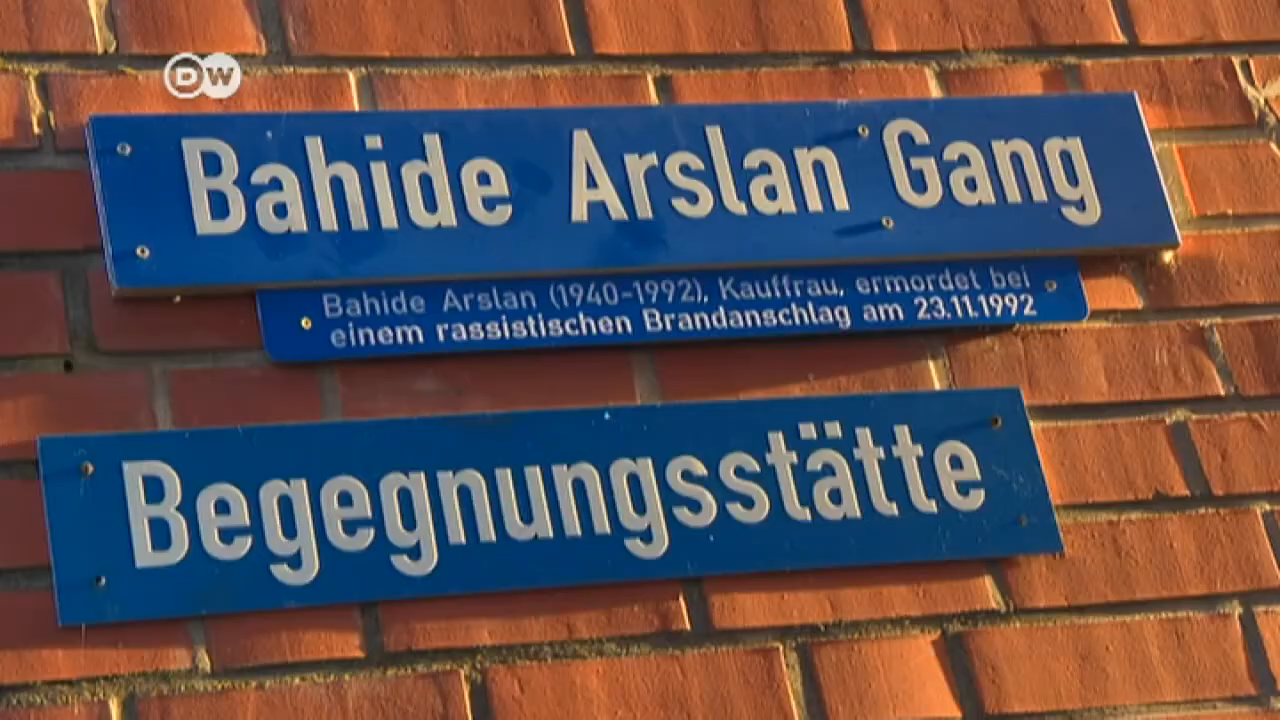 DW
Bahide Arslan Gang
Bahide Arslan (1940-1992), Kauffrau, ermordet bei
einem rassistischen Brandanschlag am 23.11.1992
Begegnungsstätte